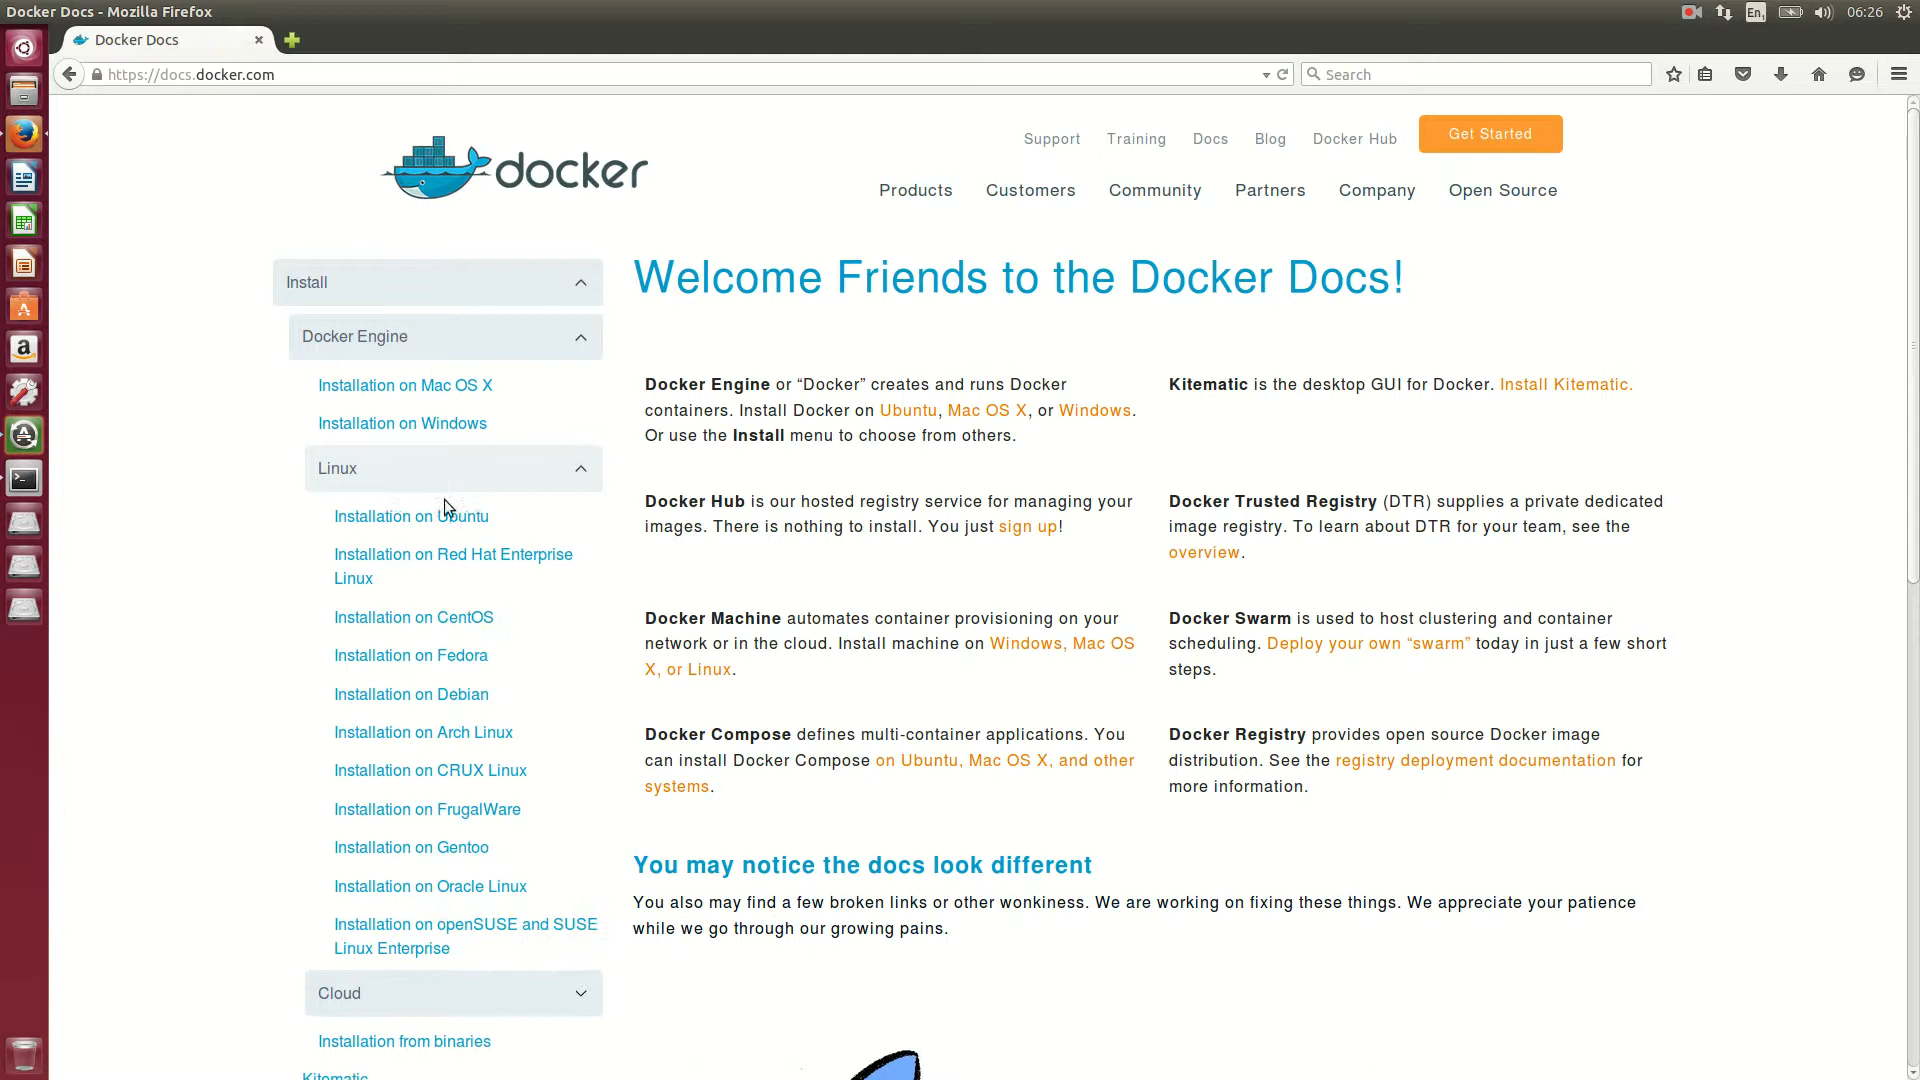 Docker Docs - Mozilla Firefox
En1
06:26
Docker Docs
https://docs.docker.com
Search
docker
Support Training Docs Blog Docker Hub Get Started
Products Customers Community Partners Company Open Source
Install
Docker Engine
Installation on Mac OS X
Installation on Windows
Linux
Installation on Ubuntu
Installation on Red Hat Enterprise
Linux
Installation on CentOS
Installation on Fedora
Installation on Debian
Installation on Arch Linux
Installation on CRUX Linux
Installation on FrugalWare
Installation on Gentoo
Installation on Oracle Linux
Installation on openSUSE and SUSE
Linux Enterprise
Cloud
Installation from binaries
Kitematic
Welcome Friends to the Docker Docs!
Docker Engine or “Docker” creates and runs Docker
containers. Install Docker on Ubuntu, Mac OS X, or Windows.
Or use the Install menu to choose from others.
Kitematic is the desktop GUI for Docker. Install Kitematic.
Docker Hub is our hosted registry service for managing your
images. There is nothing to install. You just sign up!
Docker Trusted Registry (DTR) supplies a private dedicated
image registry. To learn about DTR for your team, see the
overview.
Docker Machine automates container provisioning on your
network or in the cloud. Install machine on Windows, Mac OS
X, or Linux.
Docker Swarm is used to host clustering and container
scheduling. Deploy your own “swarm” today in just a few short
steps.
Docker Compose defines multi-container applications. You
can install Docker Compose on Ubuntu, Mac OS X, and other
systems.
Docker Registry provides open source Docker image
distribution. See the registry deployment documentation for
more information.
You may notice the docs look different
You also may find a few broken links or other wonkiness. We are working on fixing these things. We appreciate your patience
while we go through our growing pains.